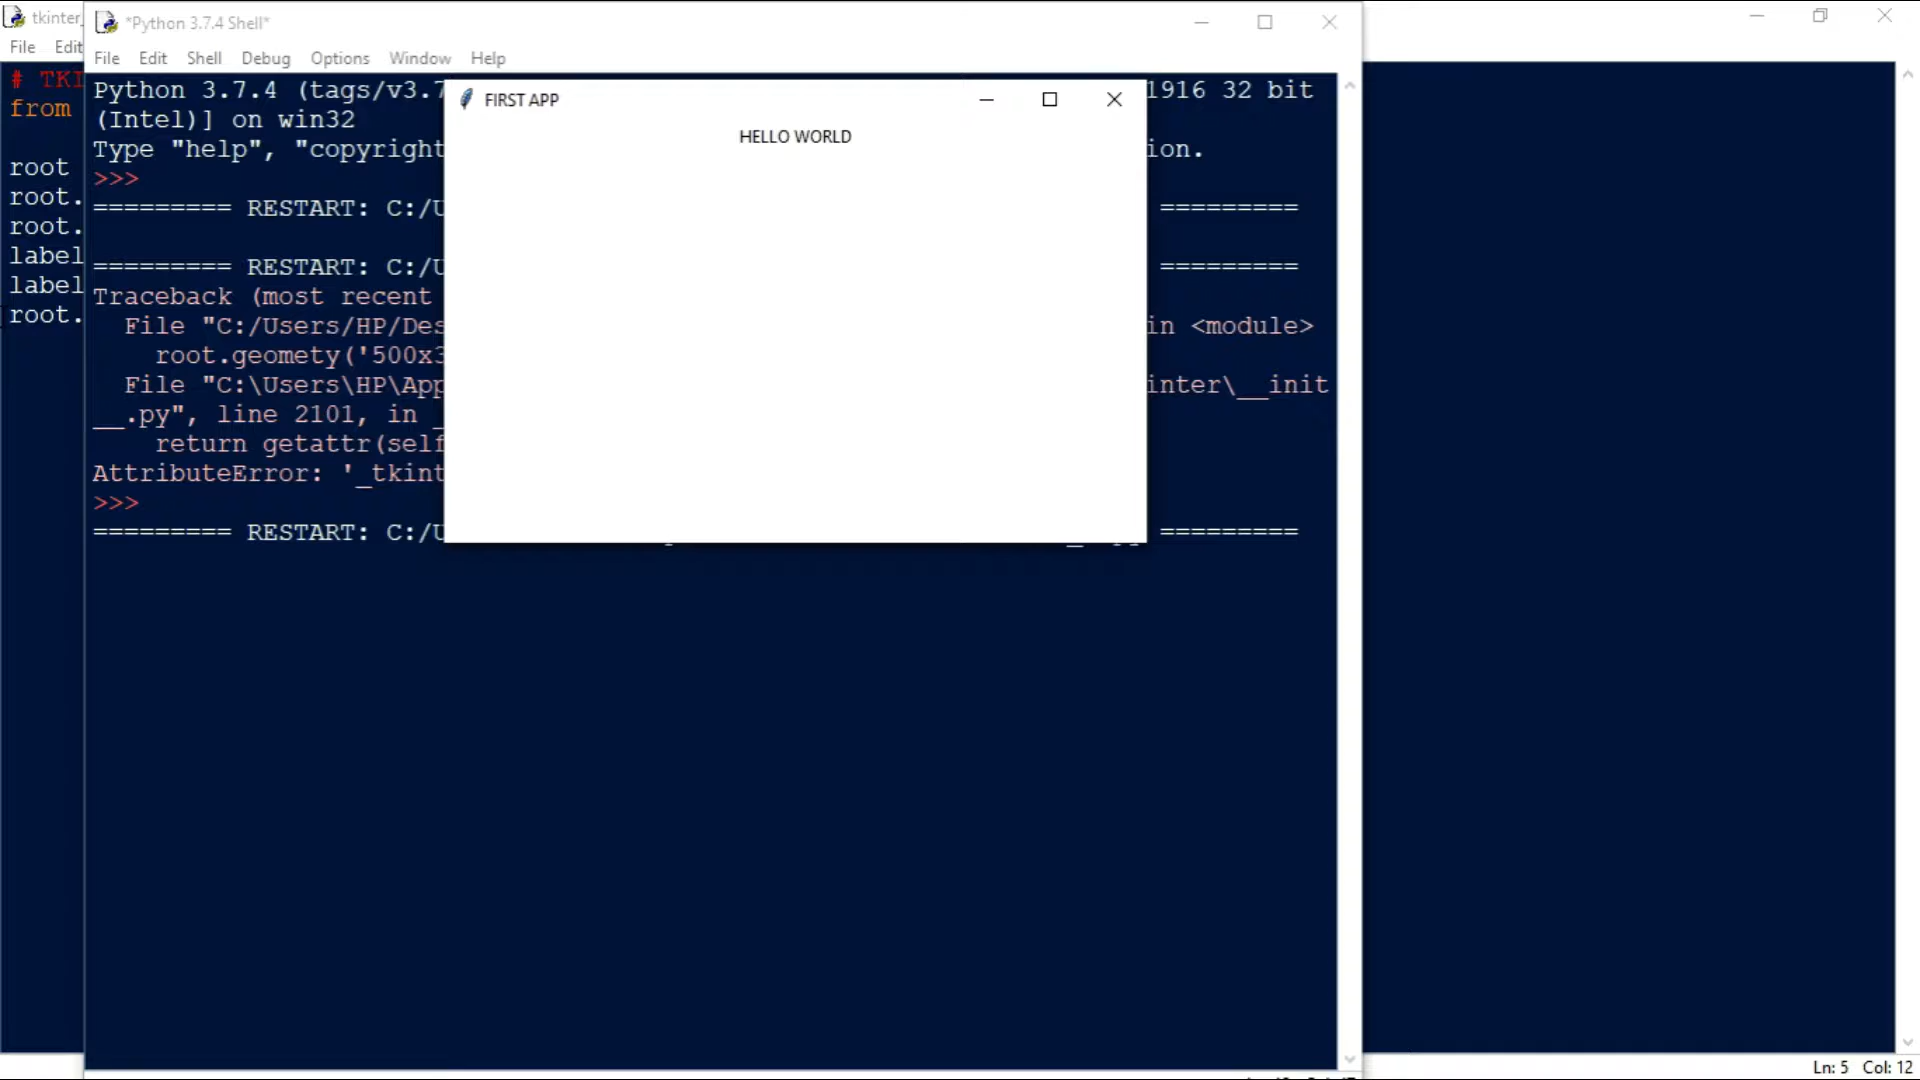 tkinter_
File Edit
# TKI
from
root
root.
root.
label
label
root.
*Python 3.7.4 Shell*
File Edit Shell Debug Options Window Help
Python 3.7.4 (tags/v3.7 1916 32 bit
(Intel)] on win32
Type "help", "copyright ion.
>>>
========= RESTART: C:/U =========
========= RESTART: C:/U =========
Traceback (most recent
File "C:/Users/HP/Des in <module>
root.geomety('500x3
File "C:\Users\HP\App inter\__init
__.py", line 2101, in _
return getattr(self
AttributeError: '_tkint
>>>
========= RESTART: C:/U =========
FIRST APP
HELLO WORLD
Ln: 5 Col: 12